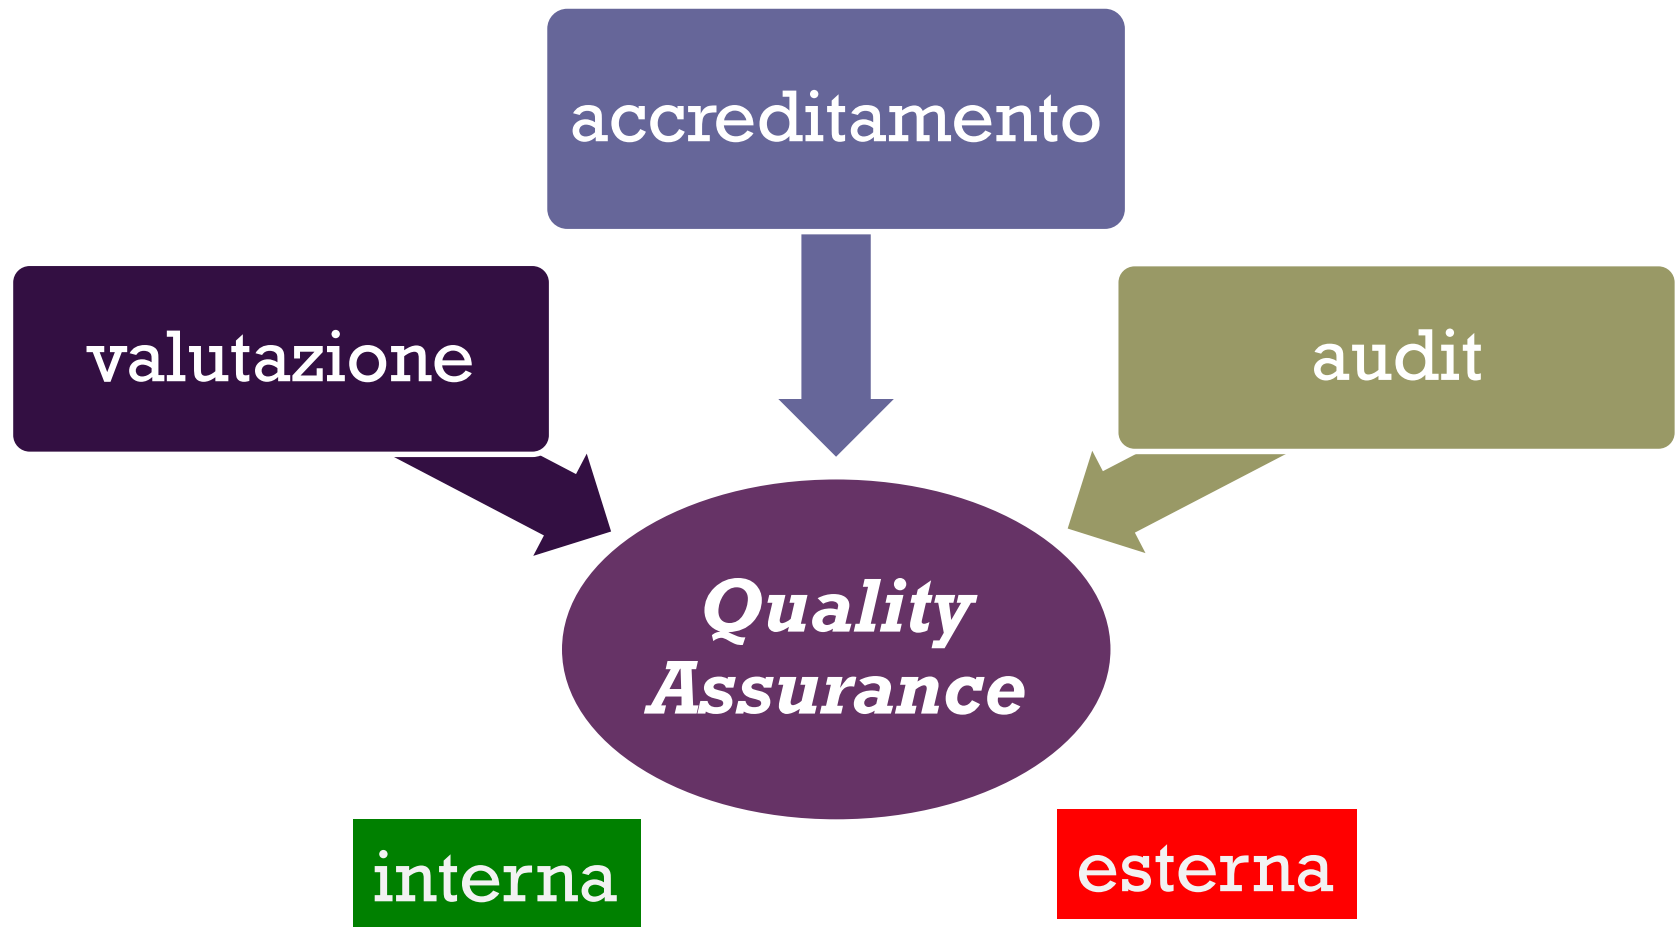 accreditamento
valutazione
audit
Quality
Assurance
interna
esterna